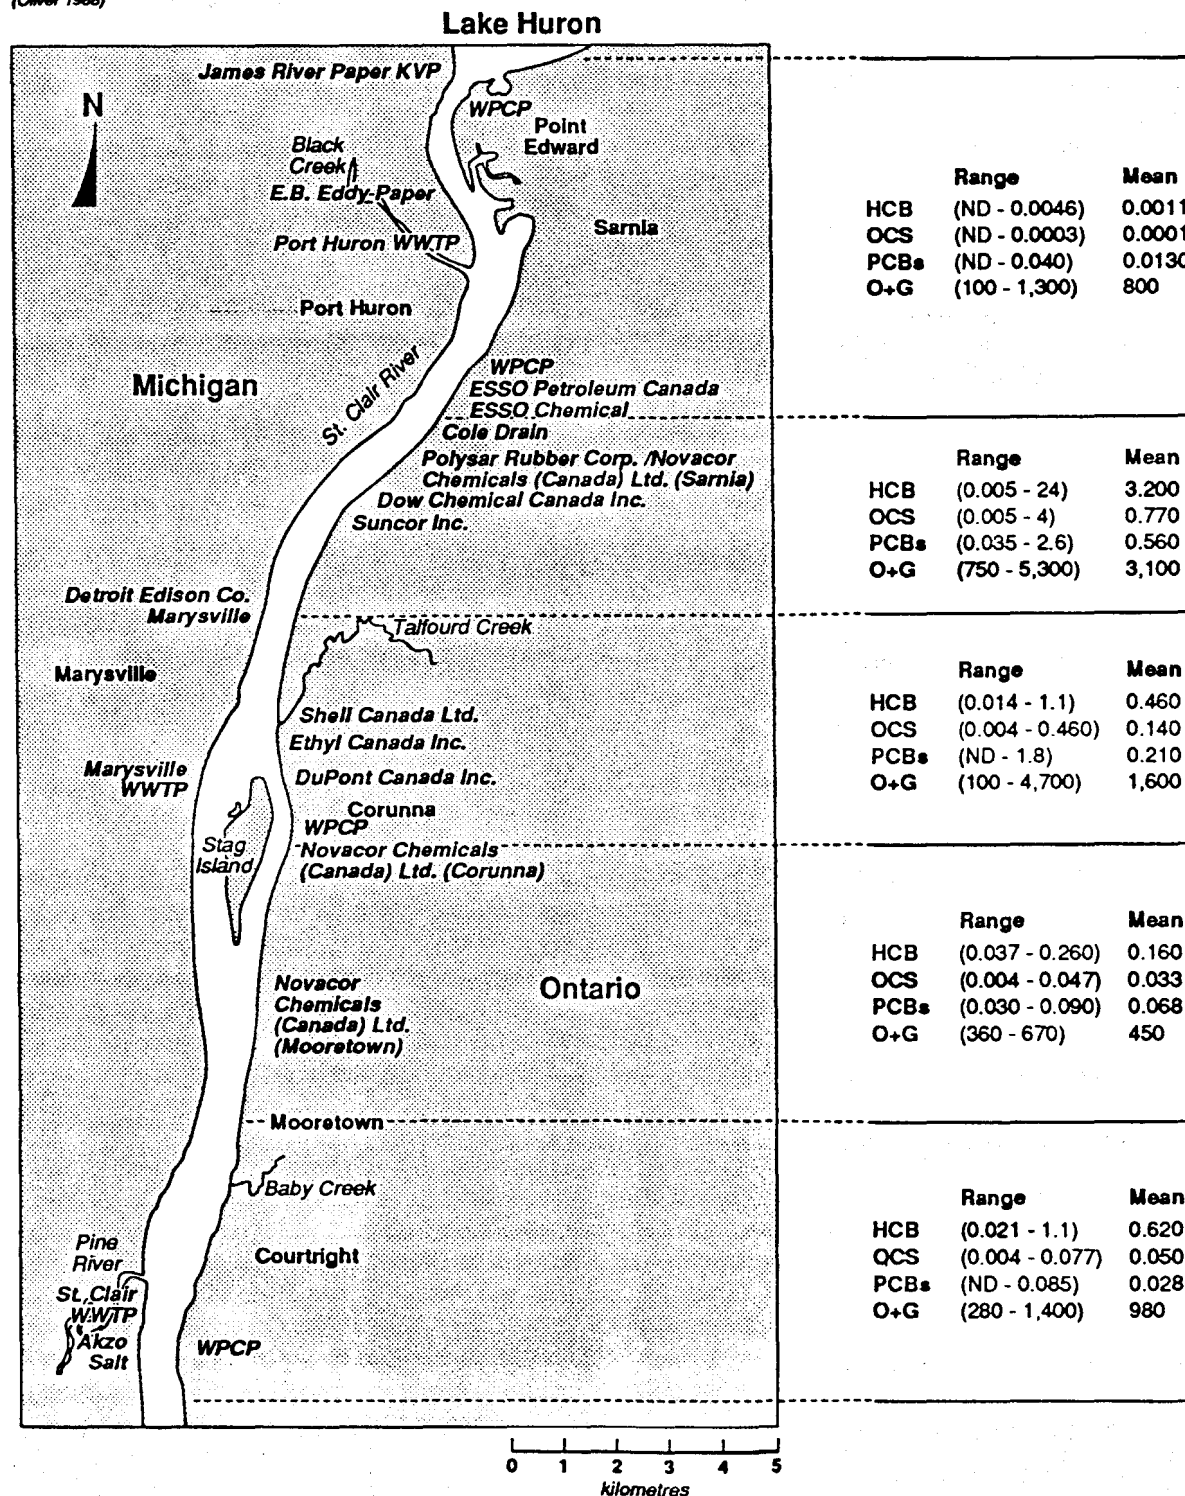 (Oliver 1988)
Lake Huron
James River Paper KVP
N
WPCP
Point
Edward
Black
Creek
E.B. Eddy Paper
Sarnia
Port Huron WWTP
Port Huron
St. Clair River
Michigan
WPCP
ESSO Petroleum Canada
ESSO Chemical
Cole Drain
Polysar Rubber Corp. /Novacor
Chemicals (Canada) Ltd. (Sarnia)
Dow Chemical Canada Inc.
Suncor Inc.
Detroit Edison Co.
Marysville
Talfourd Creek
Marysville
Shell Canada Ltd.
Ethyl Canada Inc.
Marysville
WWTP
DuPont Canada Inc.
Corunna
WPCP
Stag
Island
Novacor Chemicals
(Canada) Ltd. (Corunna)
Novacor
Chemicals
(Canada) Ltd.
(Mooretown)
Ontario
Mooretown
Baby Creek
Pine
River
Courtright
St. Clair
WWTP
Akzo
Salt
WPCP
0 1 2 3 4 5
kilometres
Range Mean
HCB (ND - 0.0046) 0.0011
OCS (ND - 0.0003) 0.0001
PCBs (ND - 0.040) 0.0130
O+G (100 - 1,300) 800
Range Mean
HCB (0.005 - 24) 3.200
OCS (0.005 - 4) 0.770
PCBs (0.035 - 2.6) 0.560
O+G (750 - 5,300) 3,100
Range Mean
HCB (0.014 - 1.1) 0.460
OCS (0.004 - 0.460) 0.140
PCBs (ND - 1.8) 0.210
O+G (100 - 4,700) 1,600
Range Mean
HCB (0.037 - 0.260) 0.160
OCS (0.004 - 0.047) 0.033
PCBs (0.030 - 0.090) 0.068
O+G (360 - 670) 450
Range Mean
HCB (0.021 - 1.1) 0.620
OCS (0.004 - 0.077) 0.050
PCBs (ND - 0.085) 0.028
O+G (280 - 1,400) 980